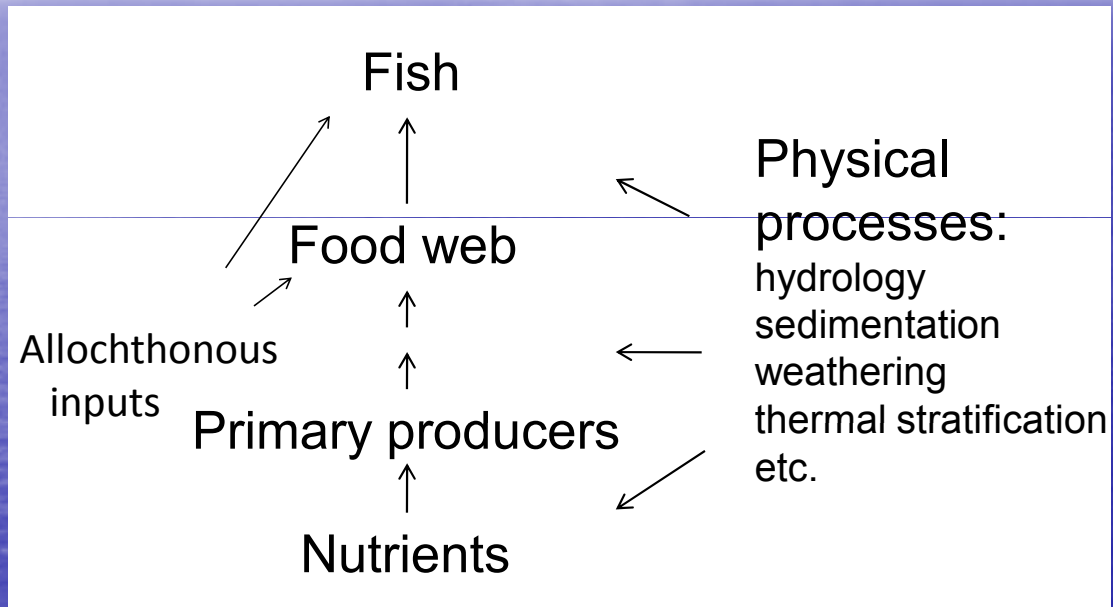 Fish
Food web
Allochthonous
inputs
Primary producers
Nutrients
Physical
processes:
hydrology
sedimentation
weathering
thermal stratification
etc.